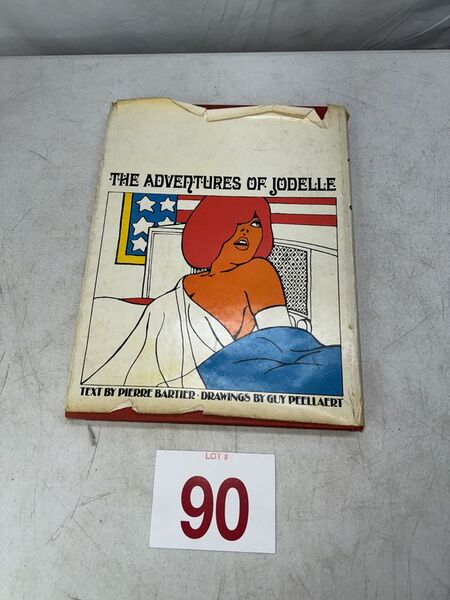 THE ADVENTURES OF JODELLE
TEXT BY PIERRE BARTIER · DRAWINGS BY GUY PEELLAERT
LOT #
90